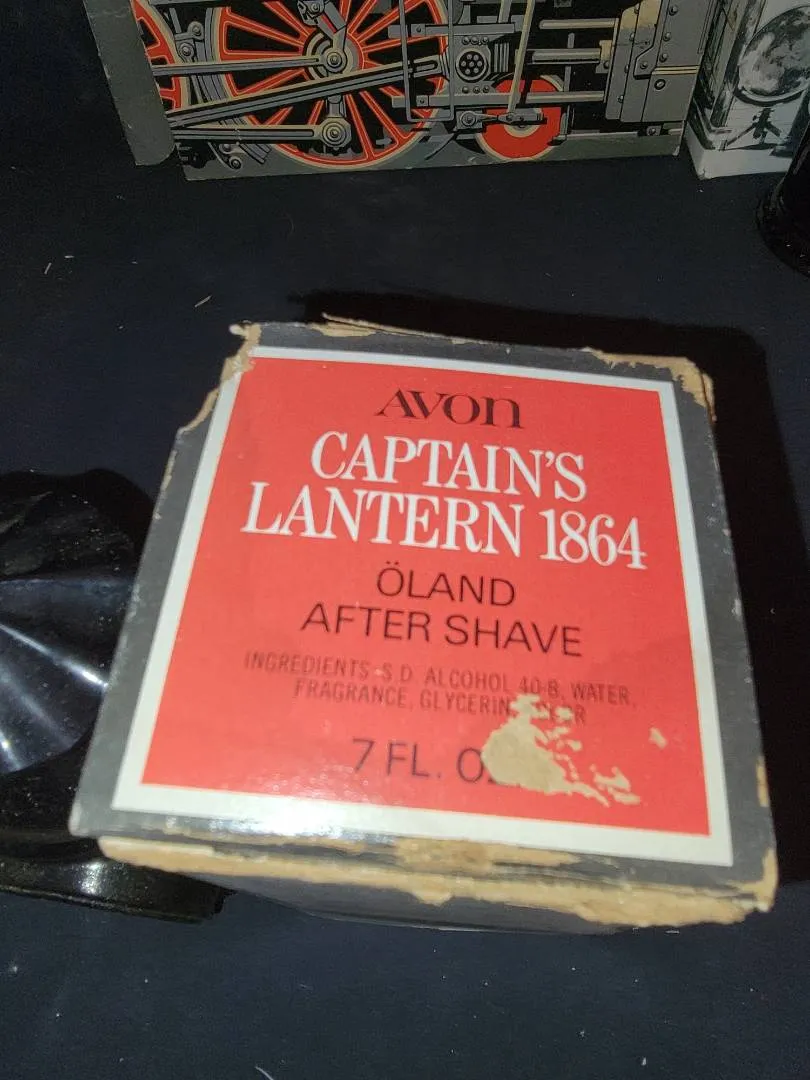 AVON
CAPTAIN'S
LANTERN 1864
ÖLAND
AFTER SHAVE
INGREDIENTS-S.D. ALCOHOL 40-B, WATER,
FRAGRANCE, GLYCERIN,
7 FL.